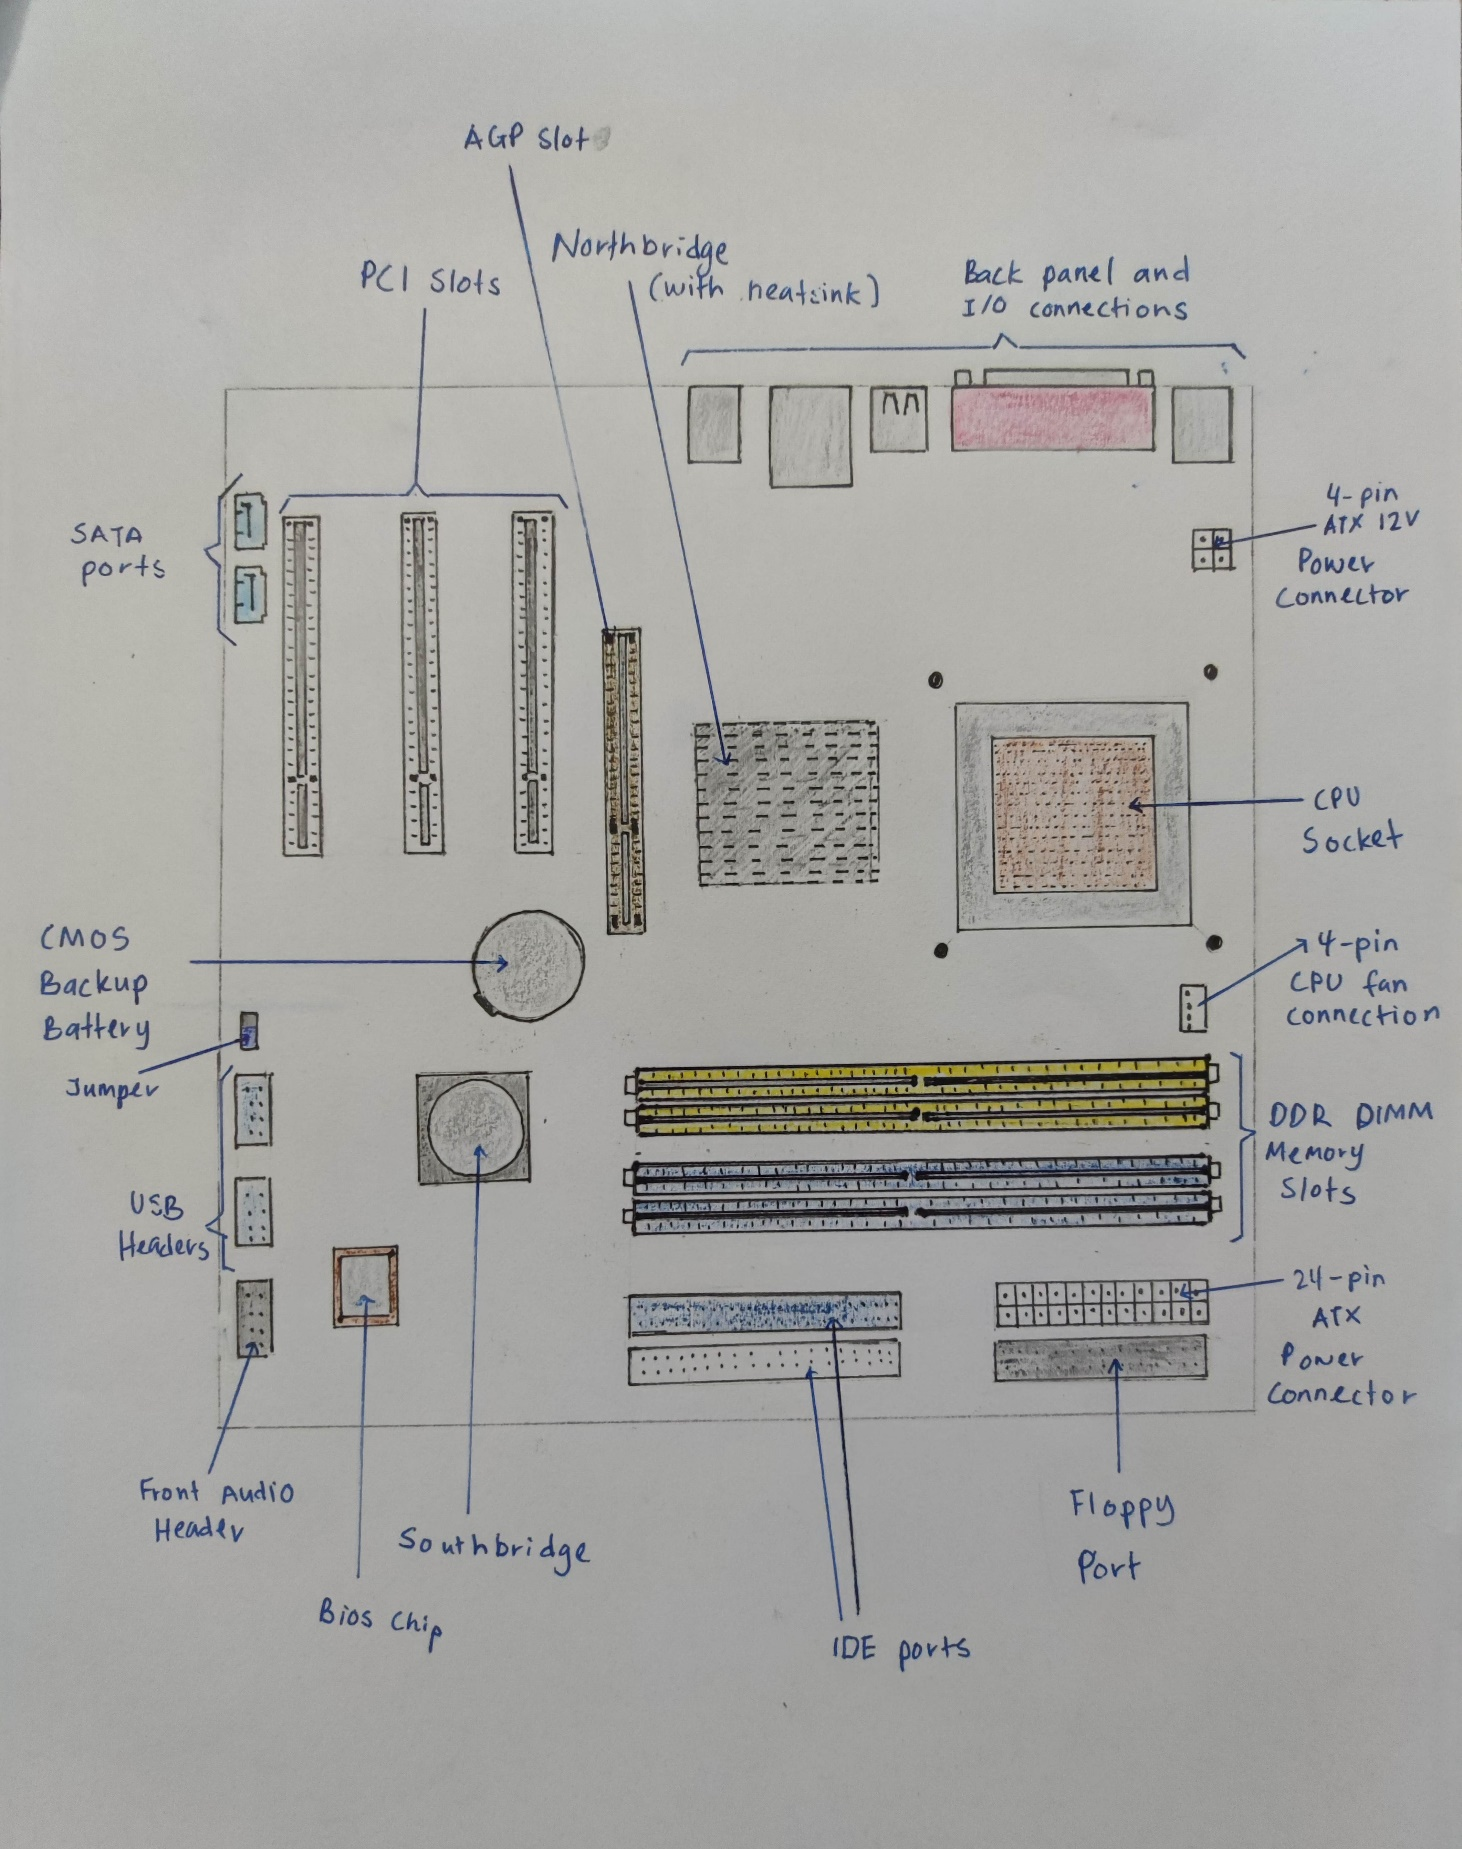 AGP Slot
Northbridge
(with heatsink)
PCI Slots
Back panel and
I/O connections
SATA
ports
4-pin
ATX 12V
Power
Connector
CPU
Socket
CMOS
Backup
Battery
4-pin
CPU fan
connection
Jumper
DDR DIMM
Memory
Slots
USB
Headers
24-pin
ATX
Power
Connector
Front Audio
Header
Southbridge
Floppy
Port
Bios Chip
IDE ports